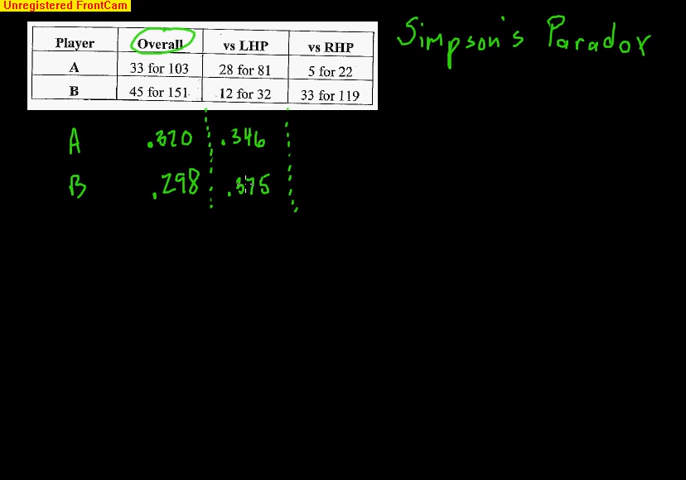 Unregistered FrontCam
Simpson's Paradox
Player Overall vs LHP vs RHP
A 33 for 103 28 for 81 5 for 22
B 45 for 151 12 for 32 33 for 119
A .320 .346
B .298 .375